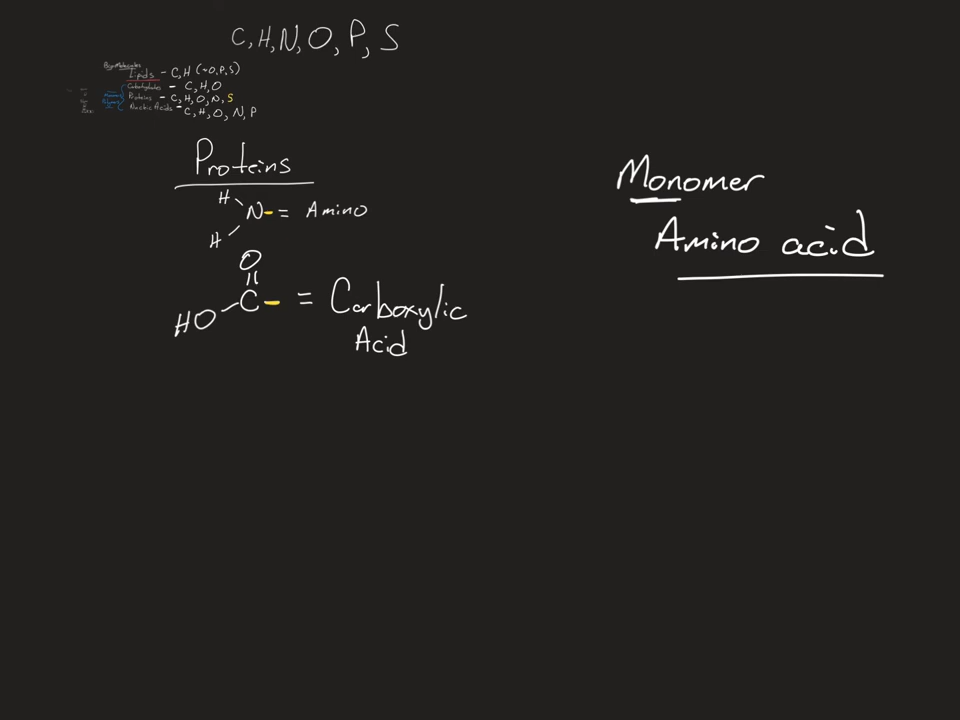 C, H, N, O, P, S
Lipids - C, H (+O, P, S)
Carbohydrates - C, H, O
Proteins - C, H, O, N, S
Nucleic Acids - C, H, O, N, P
Proteins
H
N- = Amino
H
O
HO C- = Carboxylic
Acid
Monomer
Amino acid